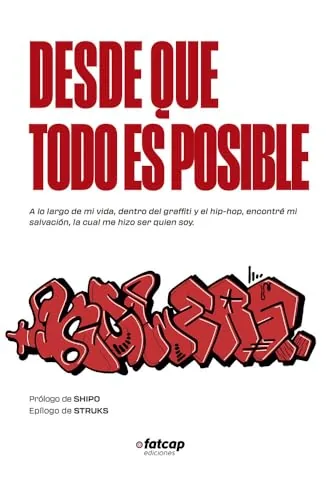 DESDE QUE
TODO ES POSIBLE
A lo largo de mi vida, dentro del graffiti y el hip-hop, encontré mi
salvación, la cual me hizo ser quien soy.
Prólogo de SHIPO
Epílogo de STRUKS
fatcap
ediciones